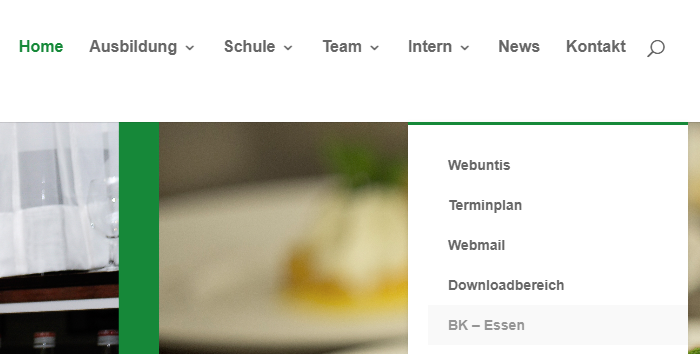 Home Ausbildung Schule Team Intern News Kontakt
Webuntis
Terminplan
Webmail
Downloadbereich
BK – Essen